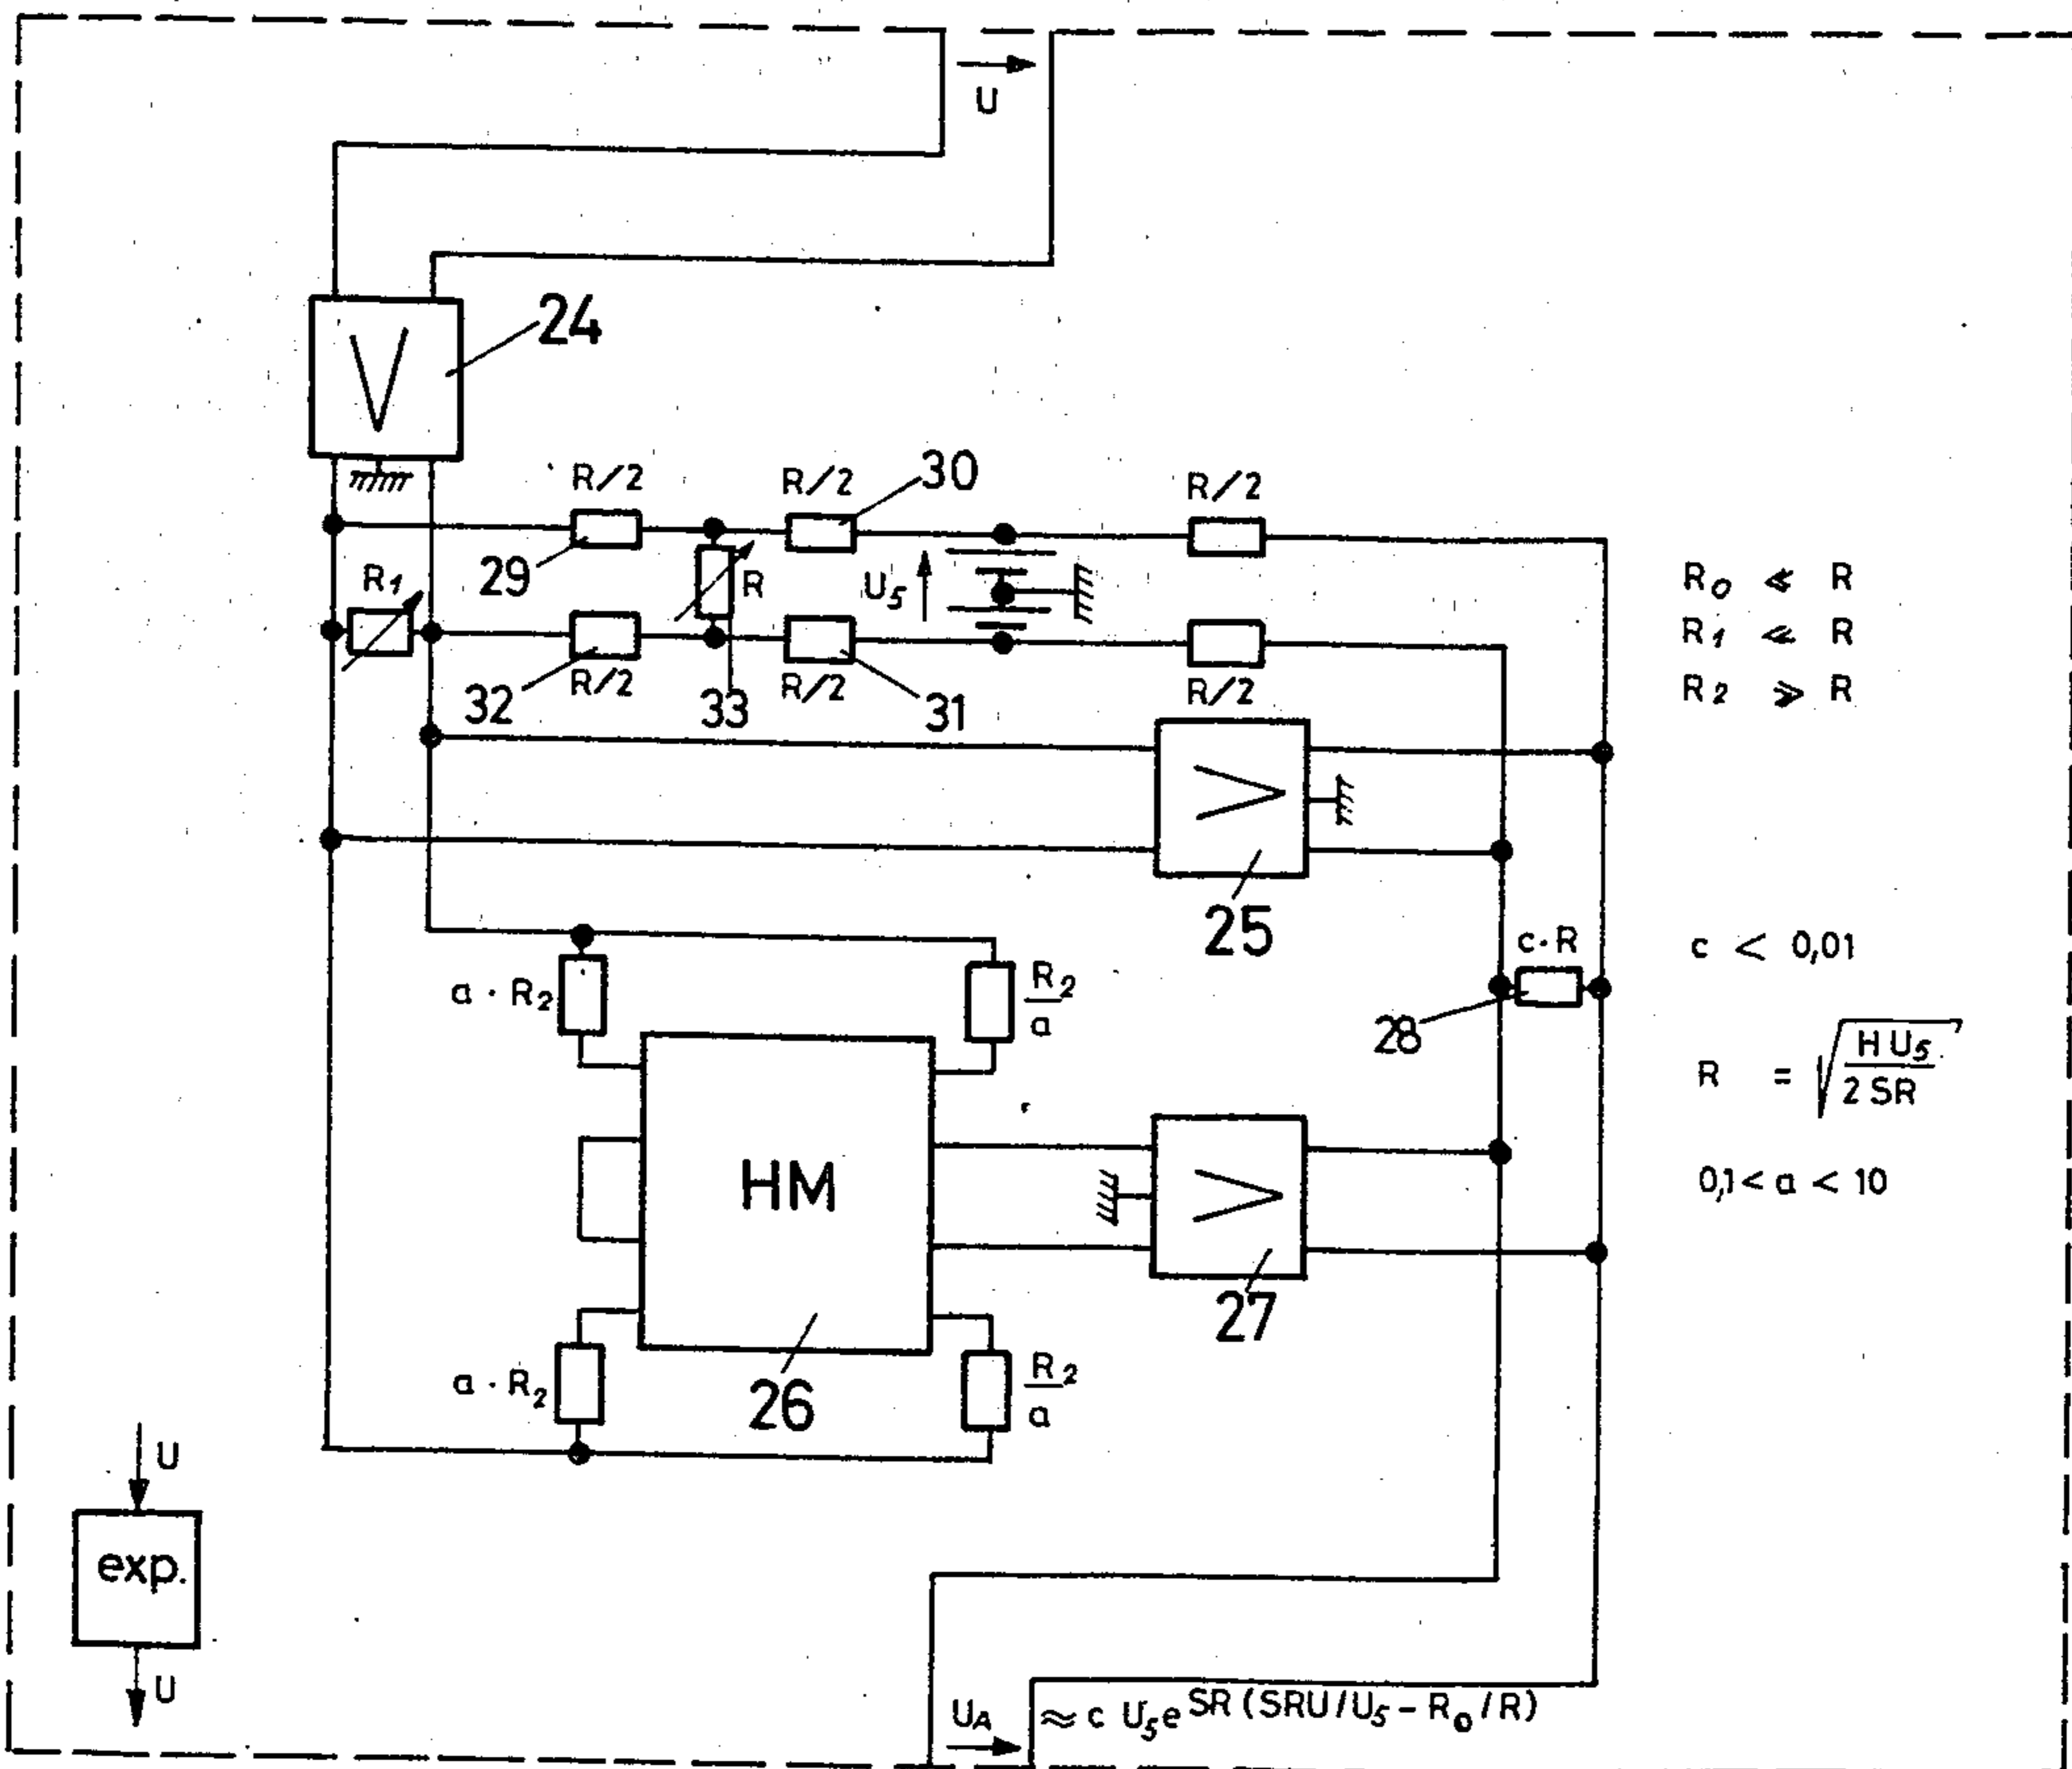 U
24
V
R/2
R/2
30
R/2
29
R1
R
U5
R0 ≪ R
R1 ≪ R
R2 ≫ R
32
R/2
33
R/2
31
R/2
V
25
c < 0,01
c·R
28
a · R2
R2/a
R = √(H U5 / 2 SR)
HM
V
0,1 < a < 10
27
a · R2
26
R2/a
U
exp.
U
UA ≈ c U5 e SR (SRU/U5 – R0/R)